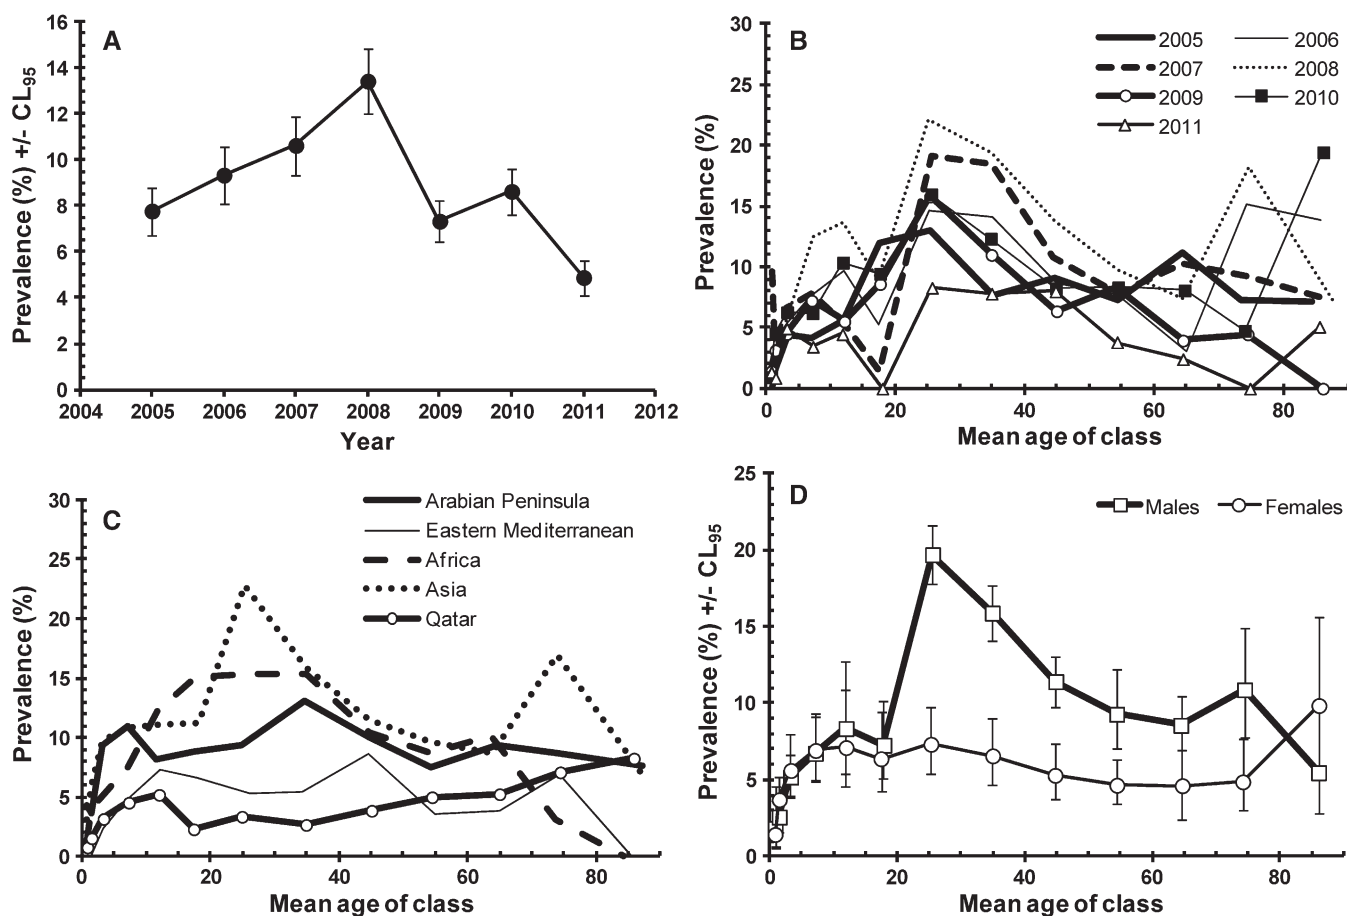 A
Prevalence (%) +/- CL95
16
14
12
10
8
6
4
2
0
2004 2005 2006 2007 2008 2009 2010 2011 2012
Year
B
Prevalence (%)
30
25
20
15
10
5
0
2005 2006
2007 2008
2009 2010
2011
0 20 40 60 80
Mean age of class
C
Prevalence (%)
30
25
20
15
10
5
0
Arabian Peninsula
Eastern Mediterranean
Africa
Asia
Qatar
0 20 40 60 80
Mean age of class
D
Prevalence (%) +/- CL95
25
20
15
10
5
0
Males Females
0 20 40 60 80
Mean age of class